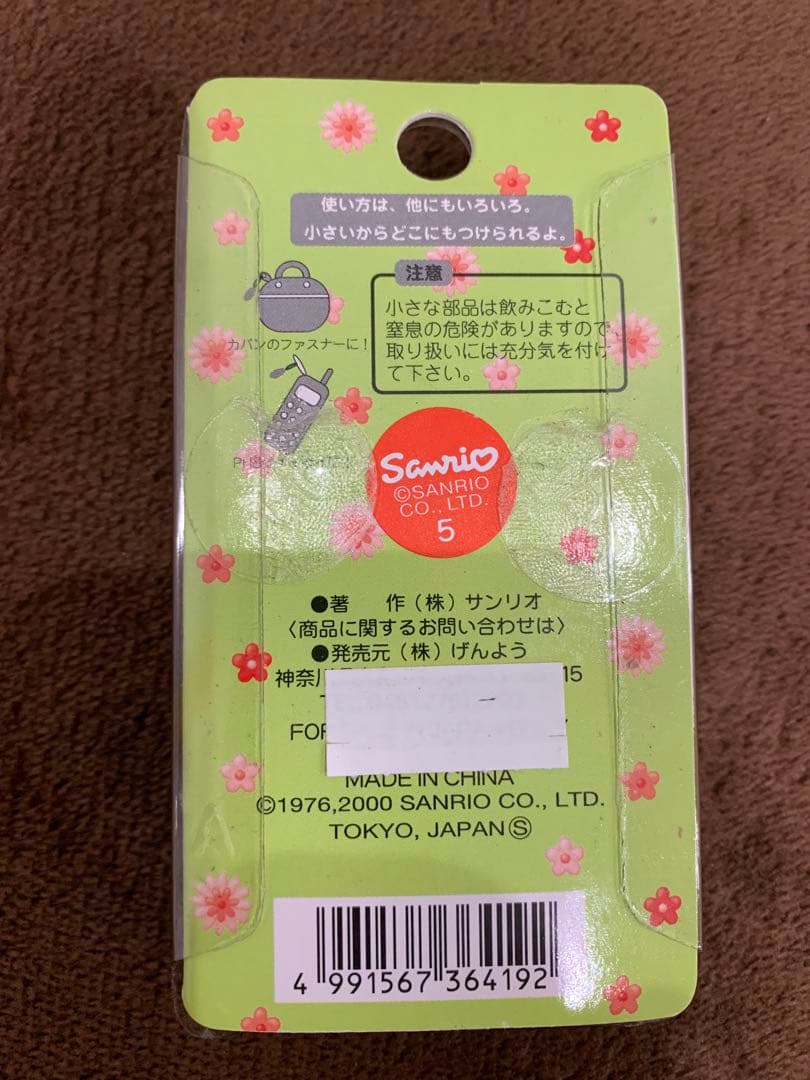 使い方は、他にもいろいろ。
小さいからどこにもつけられるよ。
注意
小さな部品は飲みこむと
窒息の危険がありますので、
取り扱いには充分気を付け
て下さい。
カバンのファスナーに！
Sanrio
©SANRIO
CO., LTD.
5
●著　作（株）サンリオ
〈商品に関するお問い合わせは〉
●発売元（株）げんよう
神奈川 15
MADE IN CHINA
©1976,2000 SANRIO CO., LTD.
TOKYO, JAPAN Ⓢ
4 991567 364192